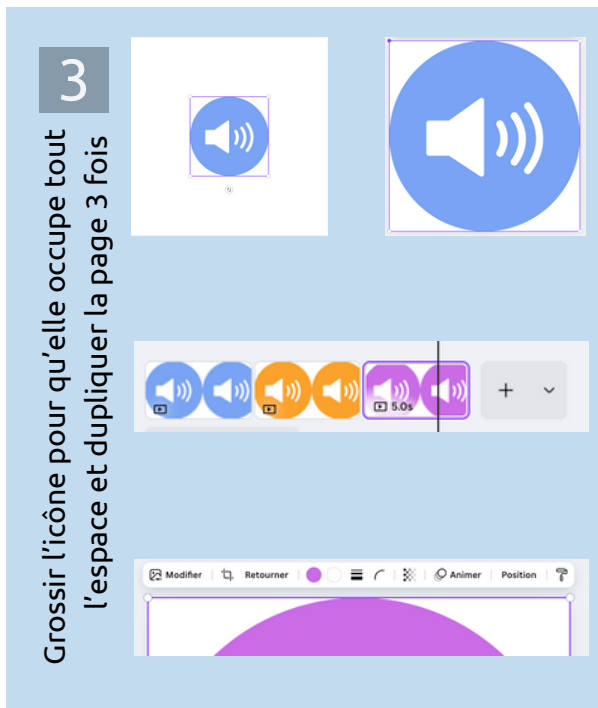 3
Grossir l'icône pour qu'elle occupe tout
l'espace et dupliquer la page 3 fois
5.0s
Modifier Retourner Animer Position